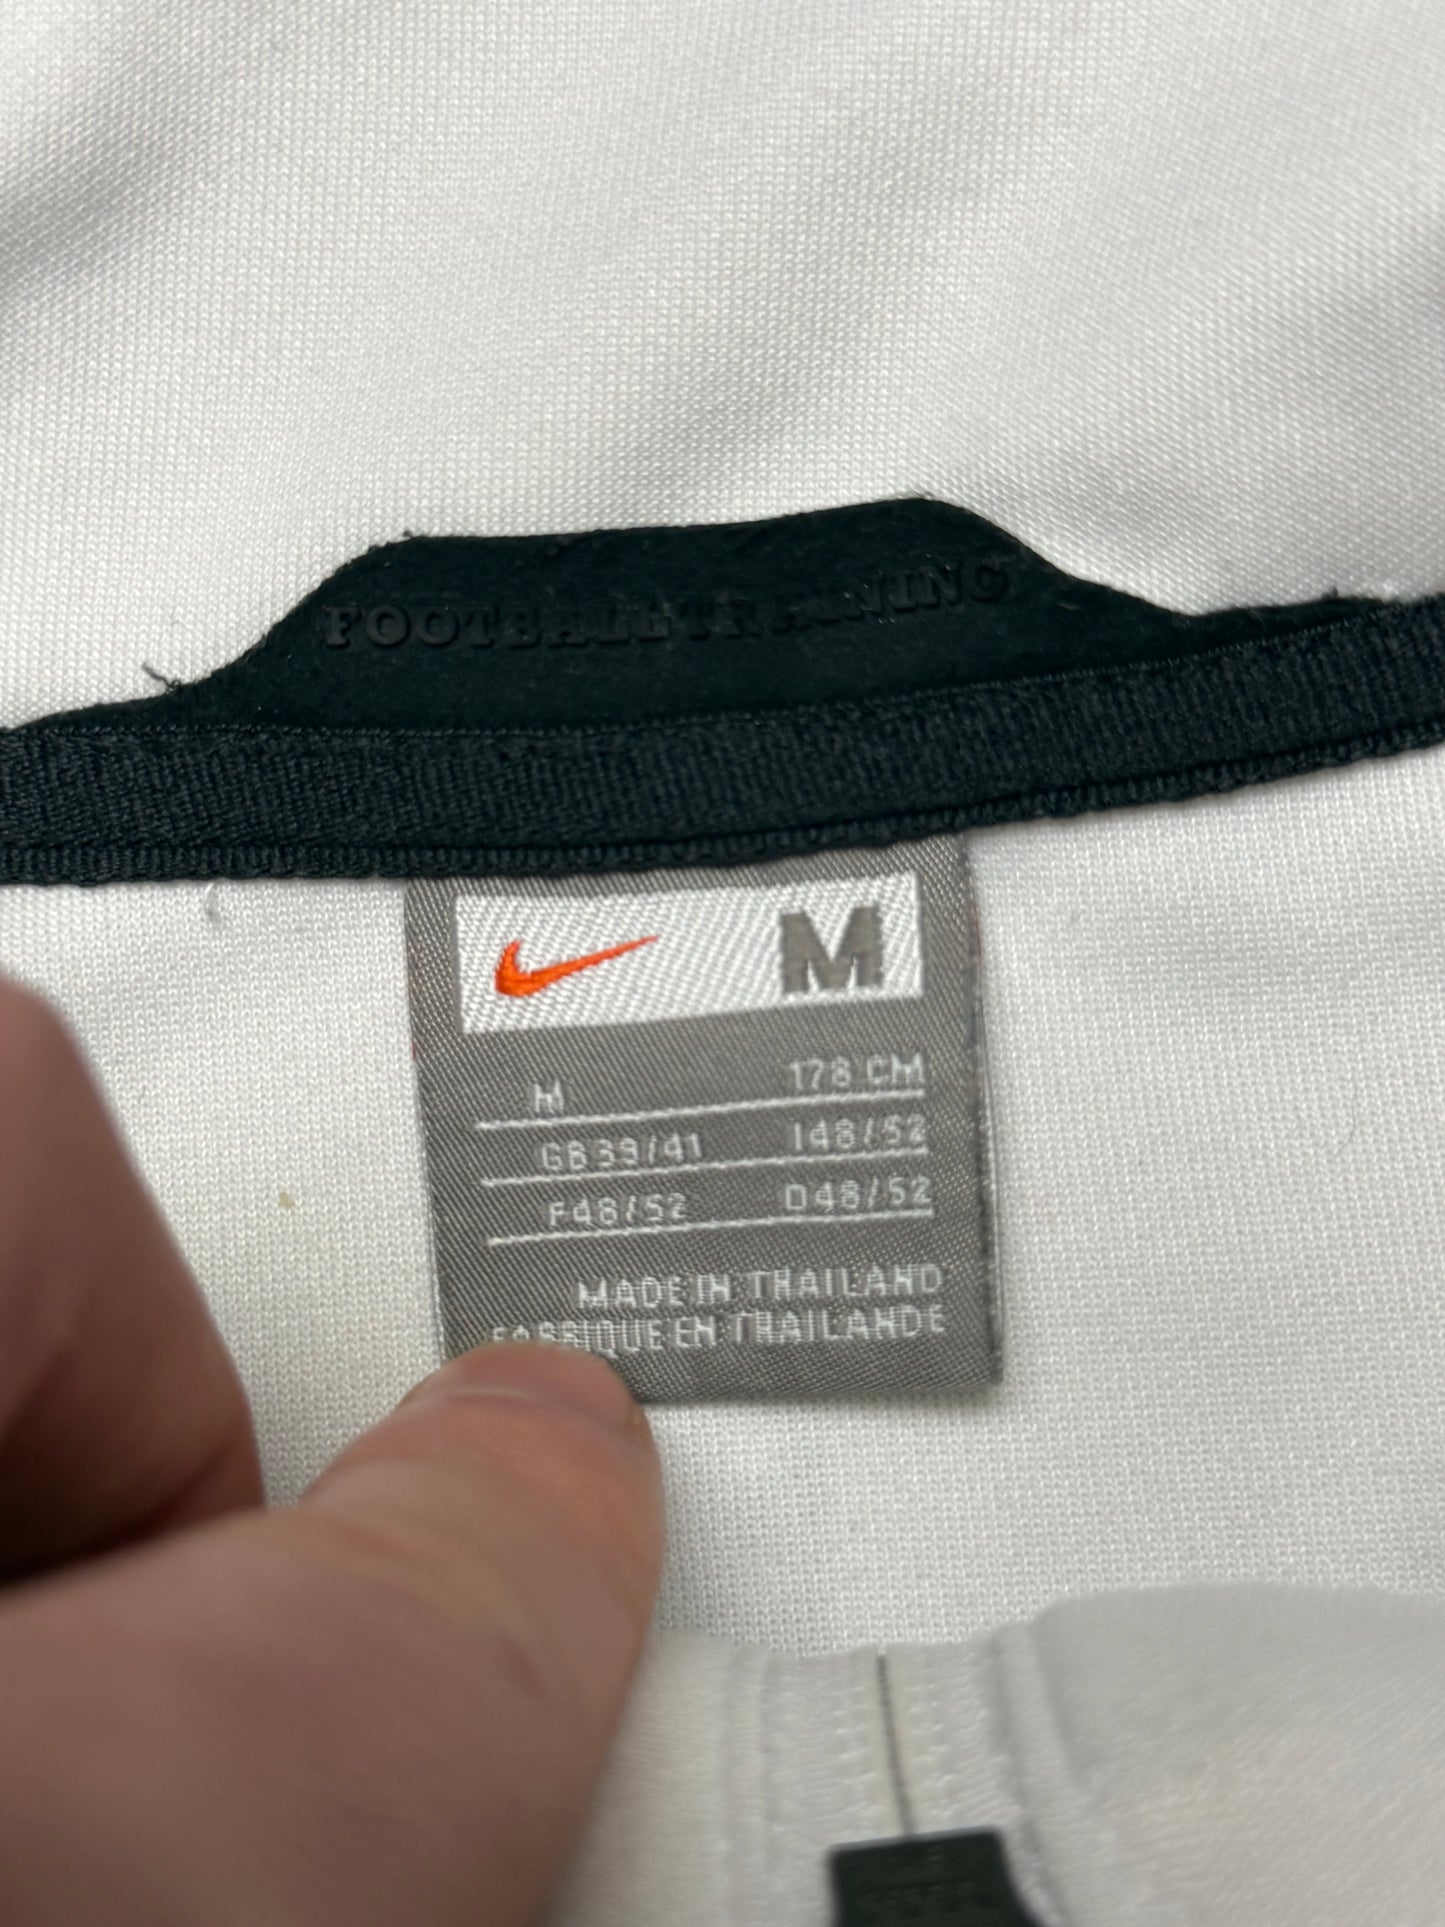 FOOTBALL TRAINING
M
M 178 CM
GB39/41 I48/52
F48/52 D48/52
MADE IN THAILAND
FABRIQUE EN THAILANDE